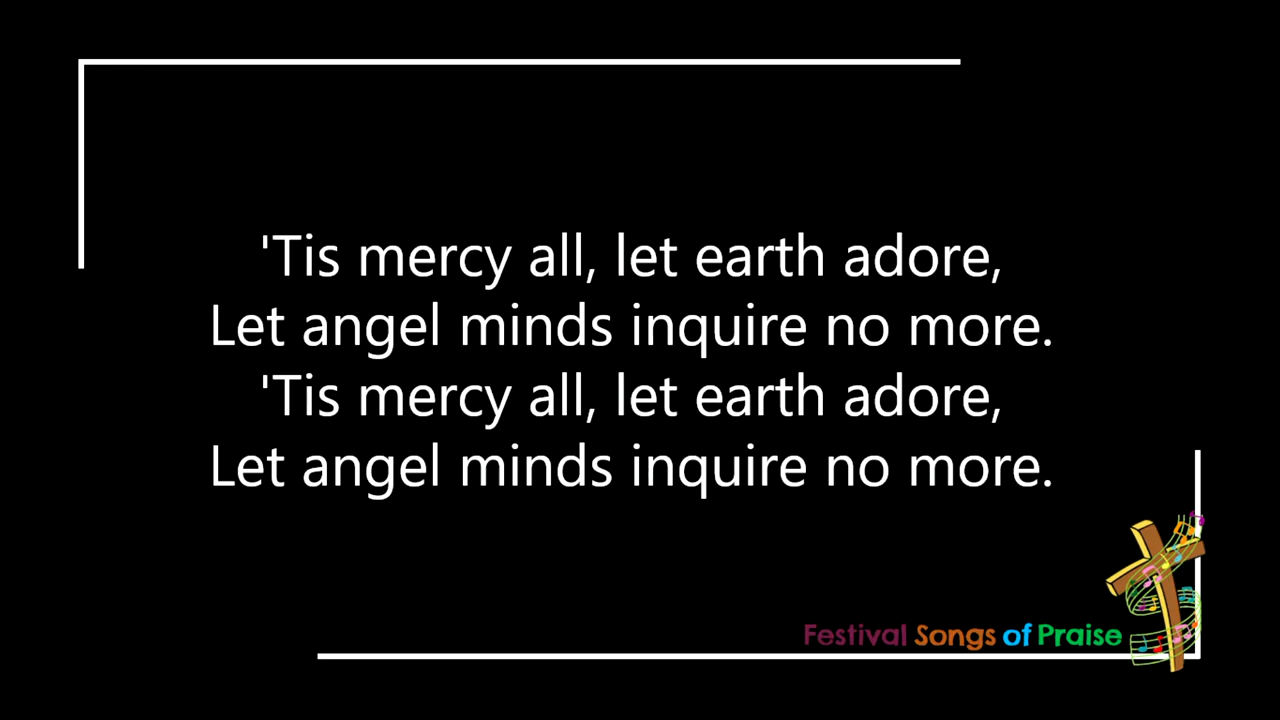 'Tis mercy all, let earth adore,
Let angel minds inquire no more.
'Tis mercy all, let earth adore,
Let angel minds inquire no more.
Festival Songs of Praise